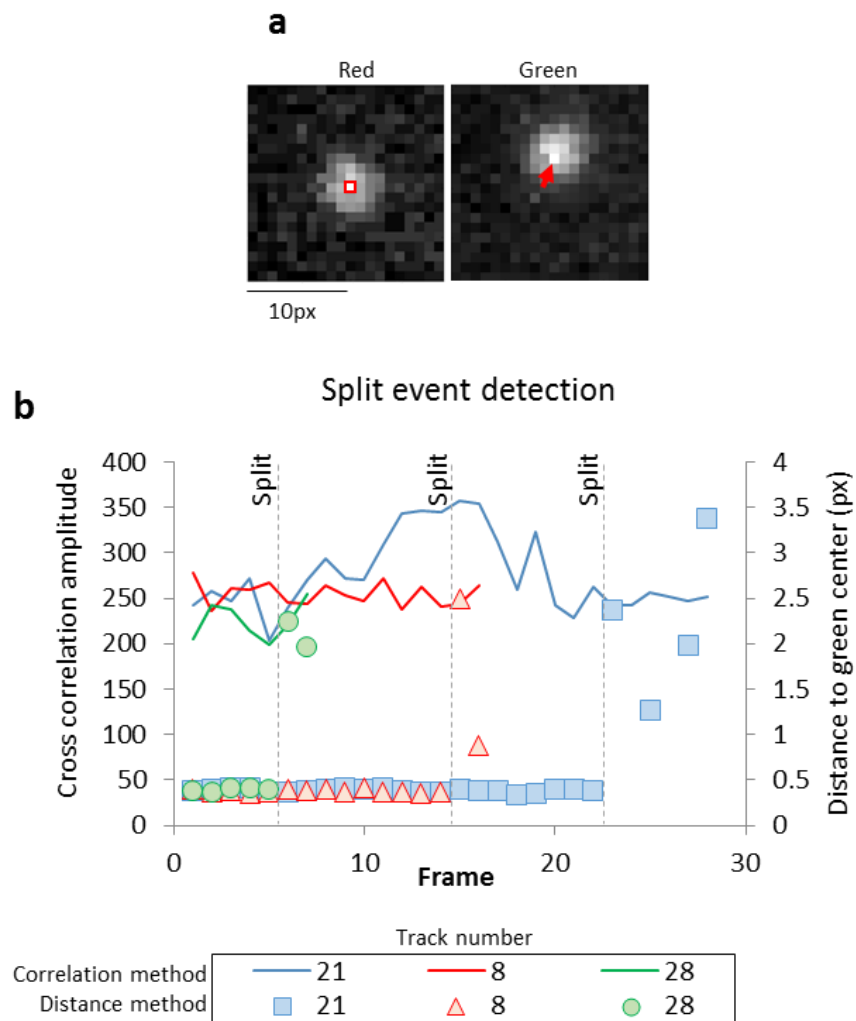 a
Red Green
10px
b
Split event detection
Cross correlation amplitude
Distance to green center (px)
Split Split Split
400 4
350 3.5
300 3
250 2.5
200 2
150 1.5
100 1
50 0.5
0 0
0 10 20 30
Frame
Track number
Correlation method 21 8 28
Distance method 21 8 28